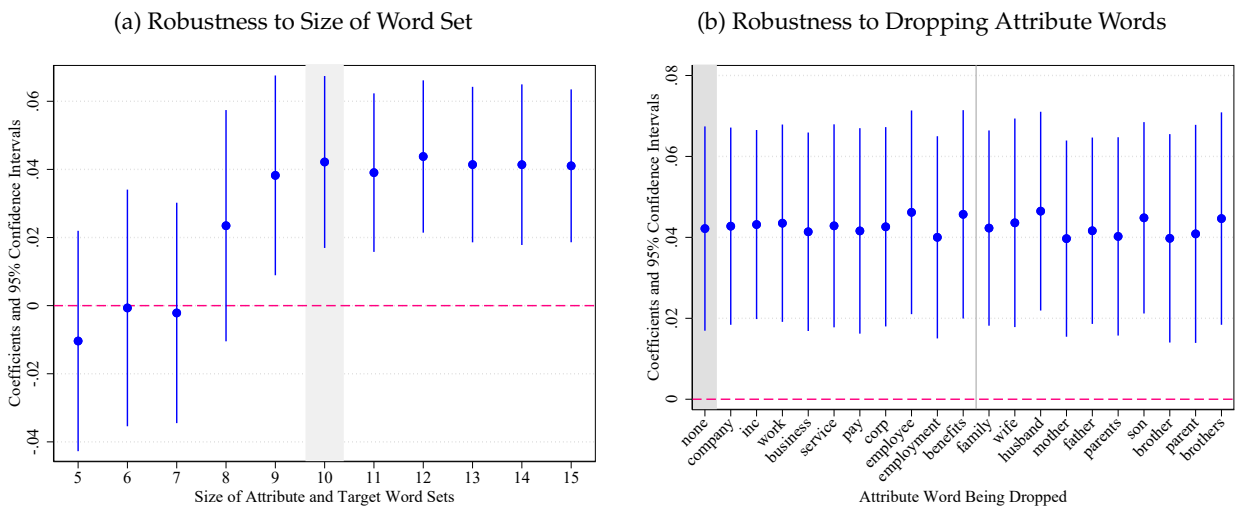 (a) Robustness to Size of Word Set
Coefficients and 95% Confidence Intervals
.06
.04
.02
0
-.02
-.04
5 6 7 8 9 10 11 12 13 14 15
Size of Attribute and Target Word Sets
(b) Robustness to Dropping Attribute Words
Coefficients and 95% Confidence Intervals
.08
.06
.04
.02
0
none
company
inc
work
business
service
pay
corp
employee
employment
benefits
family
wife
husband
mother
father
parents
son
brother
parent
brothers
Attribute Word Being Dropped